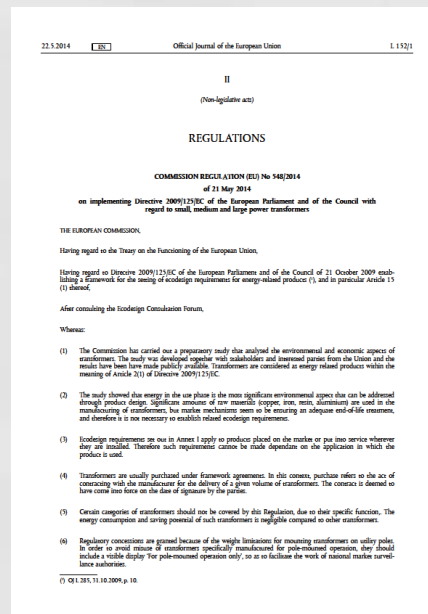 22.5.2014 EN Official Journal of the European Union L 152/1
II
(Non-legislative acts)
REGULATIONS
COMMISSION REGULATION (EU) No 548/2014
of 21 May 2014
on implementing Directive 2009/125/EC of the European Parliament and of the Council with
regard to small, medium and large power transformers
THE EUROPEAN COMMISSION,
Having regard to the Treaty on the Functioning of the European Union,
Having regard to Directive 2009/125/EC of the European Parliament and of the Council of 21 October 2009 estab-
lishing a framework for the setting of ecodesign requirements for energy-related products (¹), and in particular Article 15
(1) thereof,
After consulting the Ecodesign Consultation Forum,
Whereas:
(1) The Commission has carried out a preparatory study that analysed the environmental and economic aspects of
transformers. The study was developed together with stakeholders and interested parties from the Union and the
results have been made publicly available. Transformers are considered as energy related products within the
meaning of Article 2(1) of Directive 2009/125/EC.
(2) The study showed that energy in the use phase is the most significant environmental aspect that can be addressed
through product design. Significant amounts of raw materials (copper, iron, resin, aluminium) are used in the
manufacturing of transformers, but market mechanisms seem to be ensuring an adequate end-of-life treatment,
and therefore it is not necessary to establish related ecodesign requirements.
(3) Ecodesign requirements set out in Annex I apply to products placed on the market or put into service wherever
they are installed. Therefore such requirements cannot be made dependant on the application in which the
product is used.
(4) Transformers are usually purchased under framework agreements. In this context, purchase refers to the act of
contracting with the manufacturer for the delivery of a given volume of transformers. The contract is deemed to
have come into force on the date of signature by the parties.
(5) Certain categories of transformers should not be covered by this Regulation, due to their specific function. The
energy consumption and saving potential of such transformers is negligible compared to other transformers.
(6) Regulatory concessions are granted because of the weight limitations for mounting transformers on utility poles.
In order to avoid misuse of transformers specifically manufactured for pole-mounted operation, they should
include a visible display 'For pole-mounted operation only', so as to facilitate the work of national market surveil-
lance authorities.
(¹) OJ L 285, 31.10.2009, p. 10.